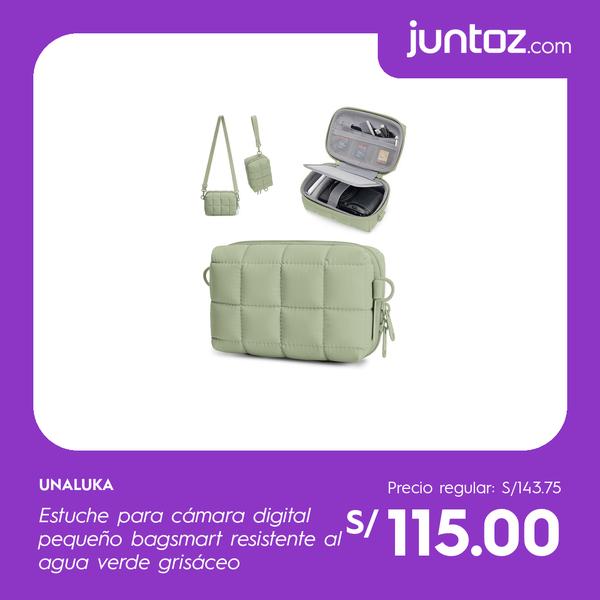 juntoz.com
UNALUKA
Estuche para cámara digital
pequeño bagsmart resistente al
agua verde grisáceo
Precio regular: S/143.75
S/ 115.00